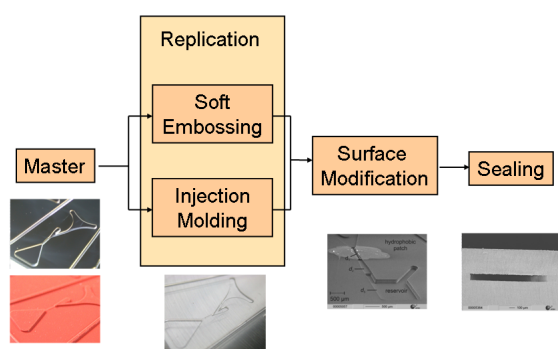 Replication
Soft
Embossing
Master
Surface
Modification
Sealing
Injection
Molding
hydrophobic
patch
reservoir
500 µm